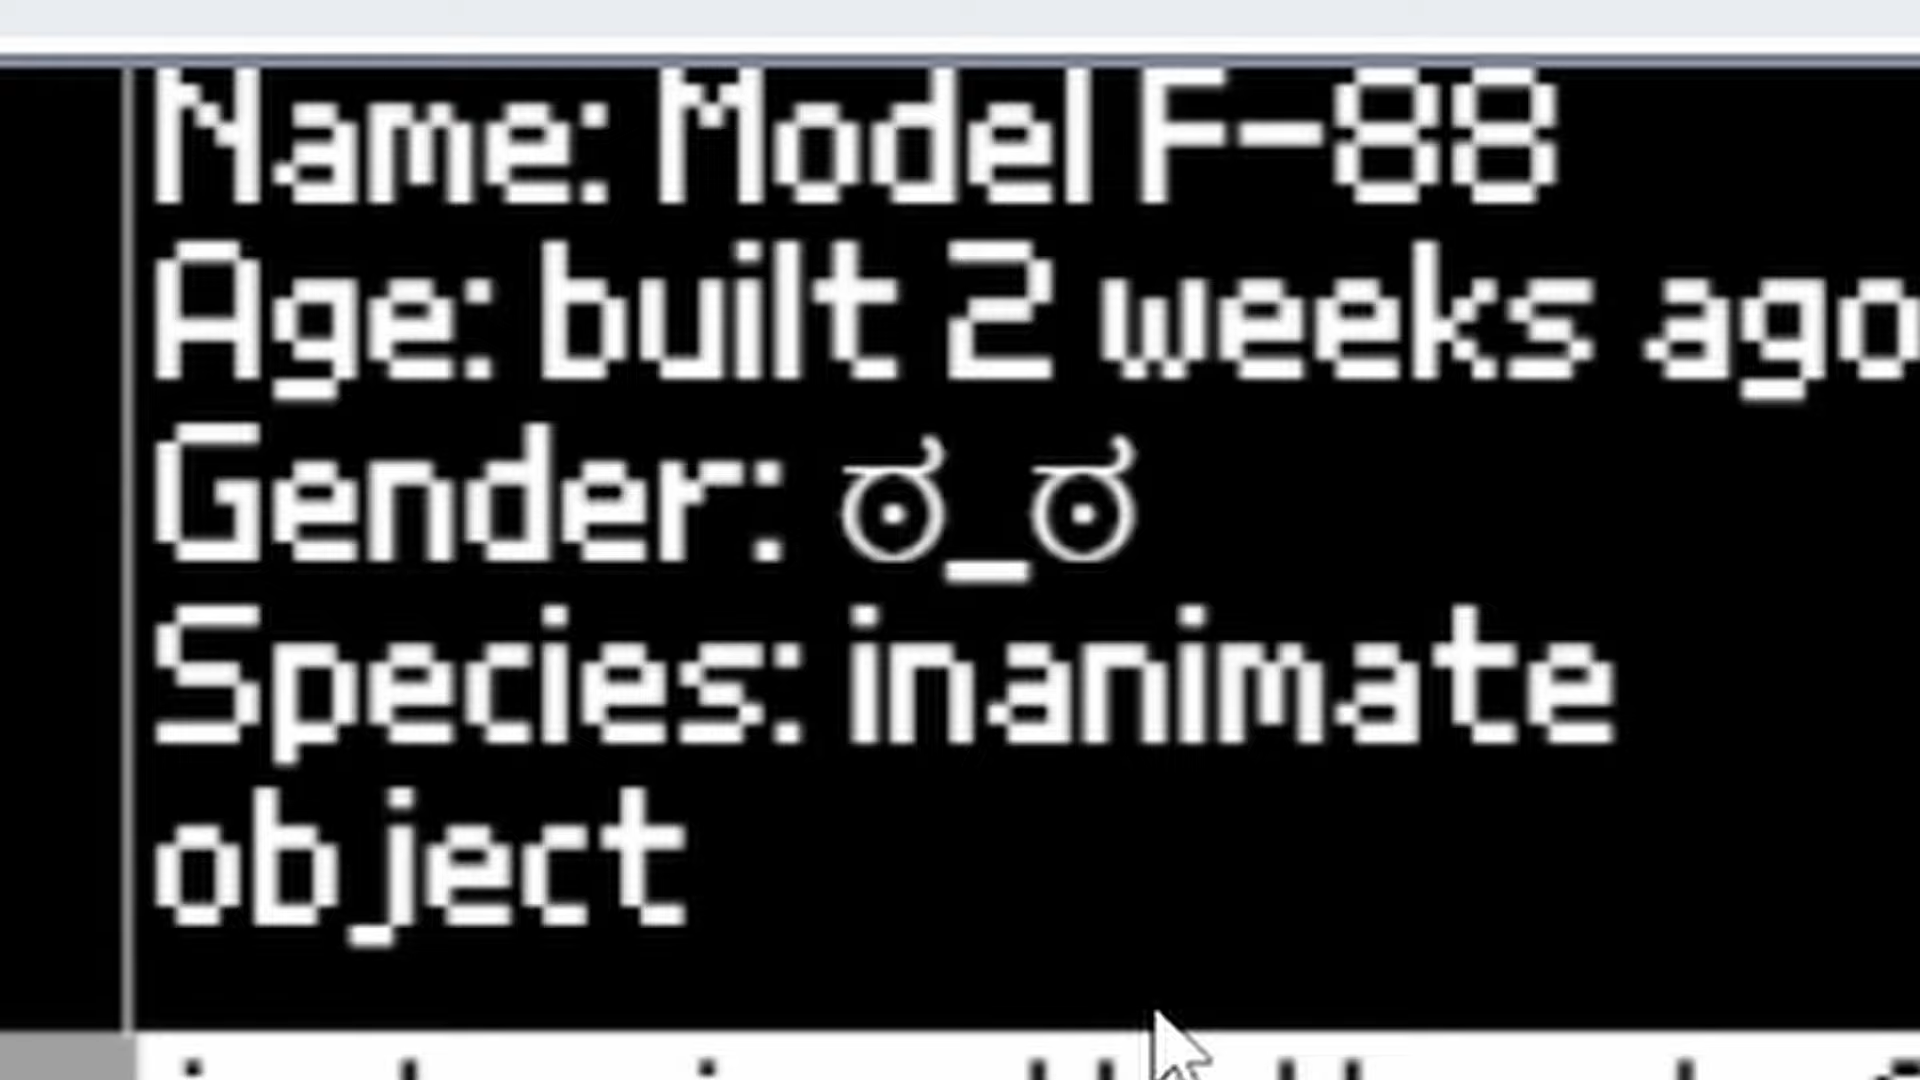 Name: Model F-88
Age: built 2 weeks ago
Gender: ಠ_ಠ
Species: inanimate
object